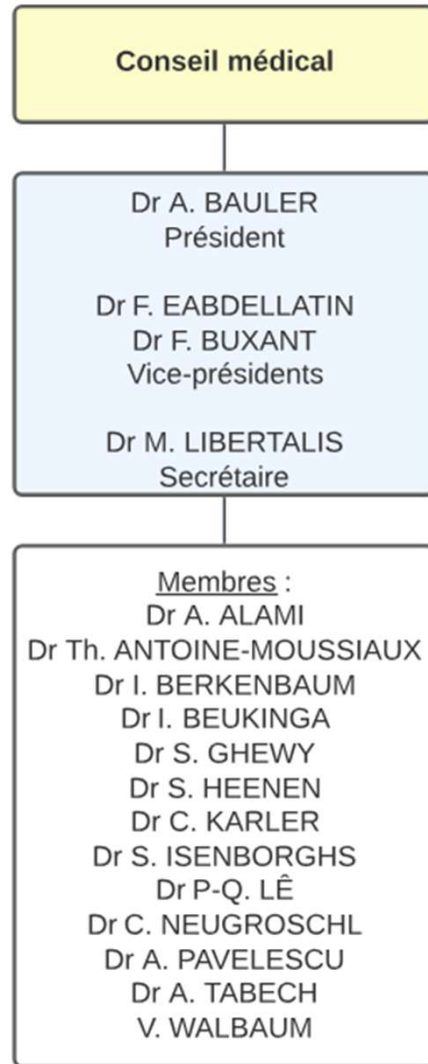 Conseil médical
Dr A. BAULER
Président
Dr F. EABDELLATIN
Dr F. BUXANT
Vice-présidents
Dr M. LIBERTALIS
Secrétaire
Membres :
Dr A. ALAMI
Dr Th. ANTOINE-MOUSSIAUX
Dr I. BERKENBAUM
Dr I. BEUKINGA
Dr S. GHEWY
Dr S. HEENEN
Dr C. KARLER
Dr S. ISENBORGHS
Dr P-Q. LÊ
Dr C. NEUGROSCHL
Dr A. PAVELESCU
Dr A. TABECH
V. WALBAUM